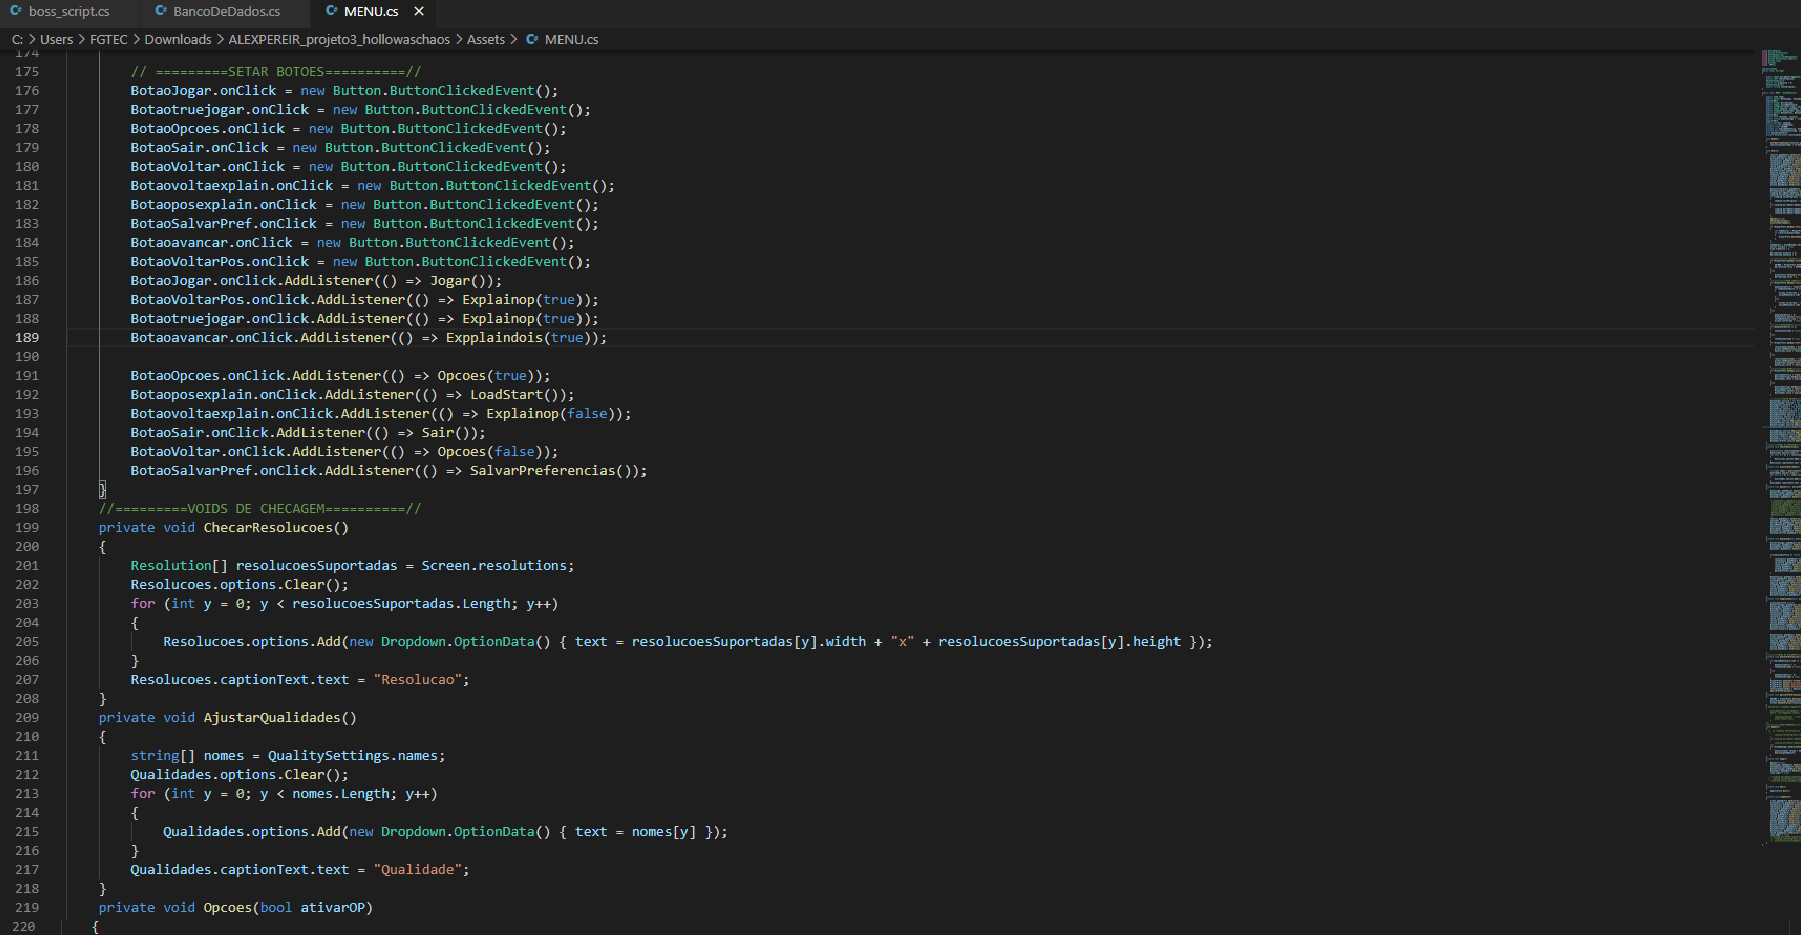 boss_script.cs
BancoDeDados.cs
MENU.cs
C: > Users > FGTEC > Downloads > ALEXPEREIR_projeto3_hollowaschaos > Assets > MENU.cs
174
175 // =========SETAR BOTOES==========//
176 BotaoJogar.onClick = new Button.ButtonClickedEvent();
177 Botaotruejogar.onClick = new Button.ButtonClickedEvent();
178 BotaoOpcoes.onClick = new Button.ButtonClickedEvent();
179 BotaoSair.onClick = new Button.ButtonClickedEvent();
180 BotaoVoltar.onClick = new Button.ButtonClickedEvent();
181 Botaovoltaexplain.onClick = new Button.ButtonClickedEvent();
182 Botaoposexplain.onClick = new Button.ButtonClickedEvent();
183 BotaoSalvarPref.onClick = new Button.ButtonClickedEvent();
184 Botaoavancar.onClick = new Button.ButtonClickedEvent();
185 BotaoVoltarPos.onClick = new Button.ButtonClickedEvent();
186 BotaoJogar.onClick.AddListener(() => Jogar());
187 BotaoVoltarPos.onClick.AddListener(() => Explainop(true));
188 Botaotruejogar.onClick.AddListener(() => Explainop(true));
189 Botaoavancar.onClick.AddListener(() => Expplaindois(true));
190
191 BotaoOpcoes.onClick.AddListener(() => Opcoes(true));
192 Botaoposexplain.onClick.AddListener(() => LoadStart());
193 Botaovoltaexplain.onClick.AddListener(() => Explainop(false));
194 BotaoSair.onClick.AddListener(() => Sair());
195 BotaoVoltar.onClick.AddListener(() => Opcoes(false));
196 BotaoSalvarPref.onClick.AddListener(() => SalvarPreferencias());
197 }
198 //=========VOIDS DE CHECAGEM==========//
199 private void ChecarResolucoes()
200 {
201 Resolution[] resolucoesSuportadas = Screen.resolutions;
202 Resolucoes.options.Clear();
203 for (int y = 0; y < resolucoesSuportadas.Length; y++)
204 {
205 Resolucoes.options.Add(new Dropdown.OptionData() { text = resolucoesSuportadas[y].width + "x" + resolucoesSuportadas[y].height });
206 }
207 Resolucoes.captionText.text = "Resolucao";
208 }
209 private void AjustarQualidades()
210 {
211 string[] nomes = QualitySettings.names;
212 Qualidades.options.Clear();
213 for (int y = 0; y < nomes.Length; y++)
214 {
215 Qualidades.options.Add(new Dropdown.OptionData() { text = nomes[y] });
216 }
217 Qualidades.captionText.text = "Qualidade";
218 }
219 private void Opcoes(bool ativarOP)
220 {